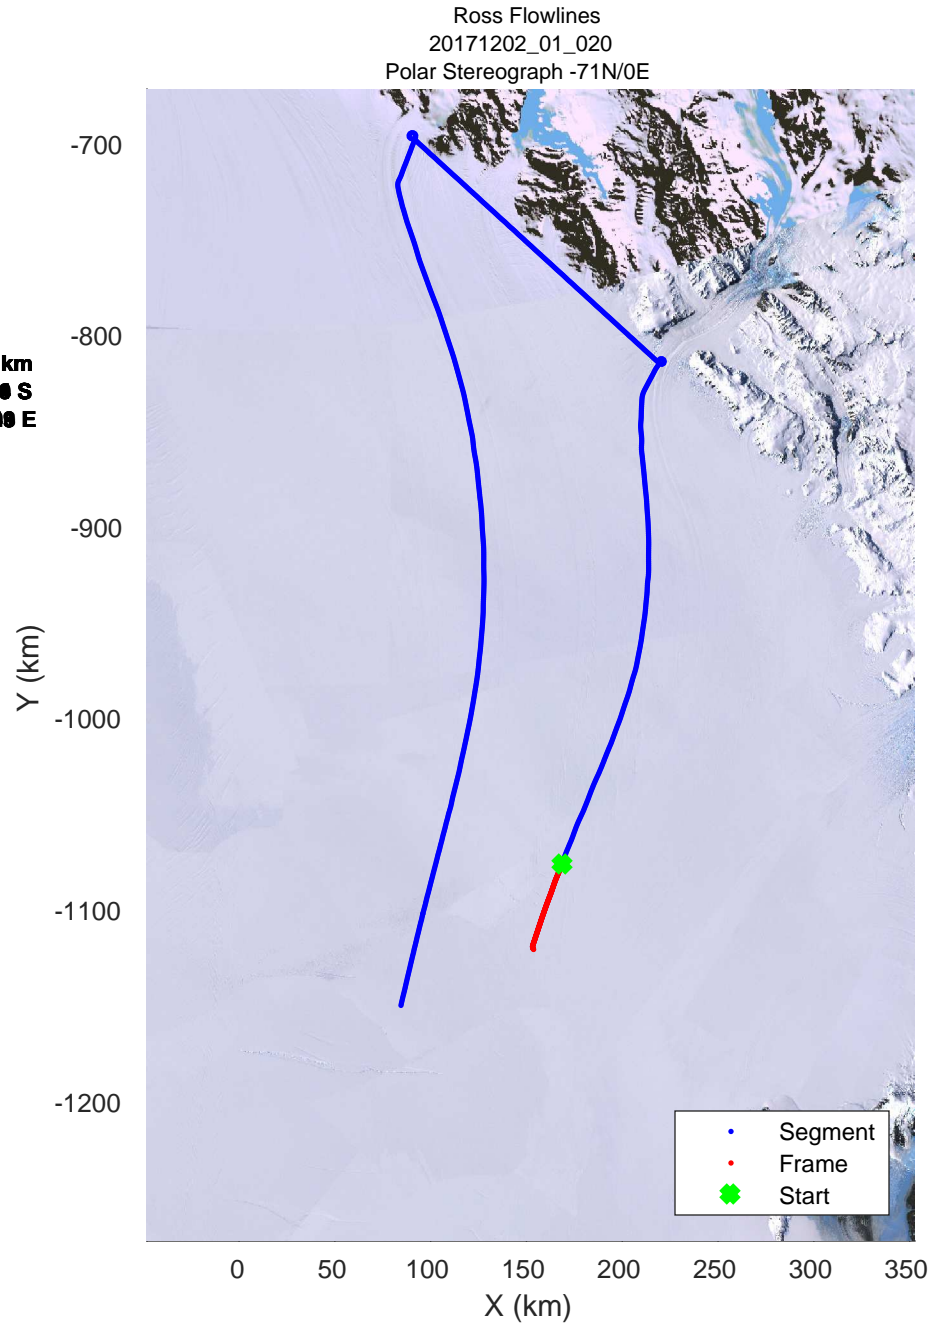 Ross Flowlines
20171202_01_020
Polar Stereograph -71N/0E
-700
-800
km
S
E
-900
Y (km)
-1000
-1100
-1200
Segment
Frame
Start
0 50 100 150 200 250 300 350
X (km)